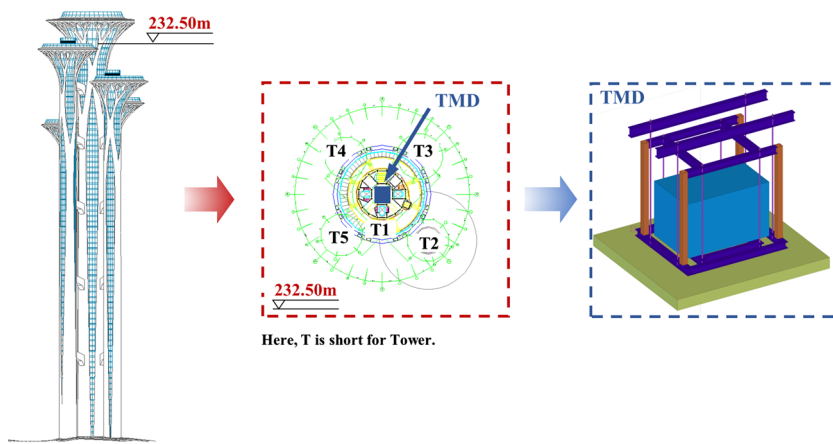 232.50m
TMD
T4
T3
T1
T5
T2
232.50m
Here, T is short for Tower.
TMD